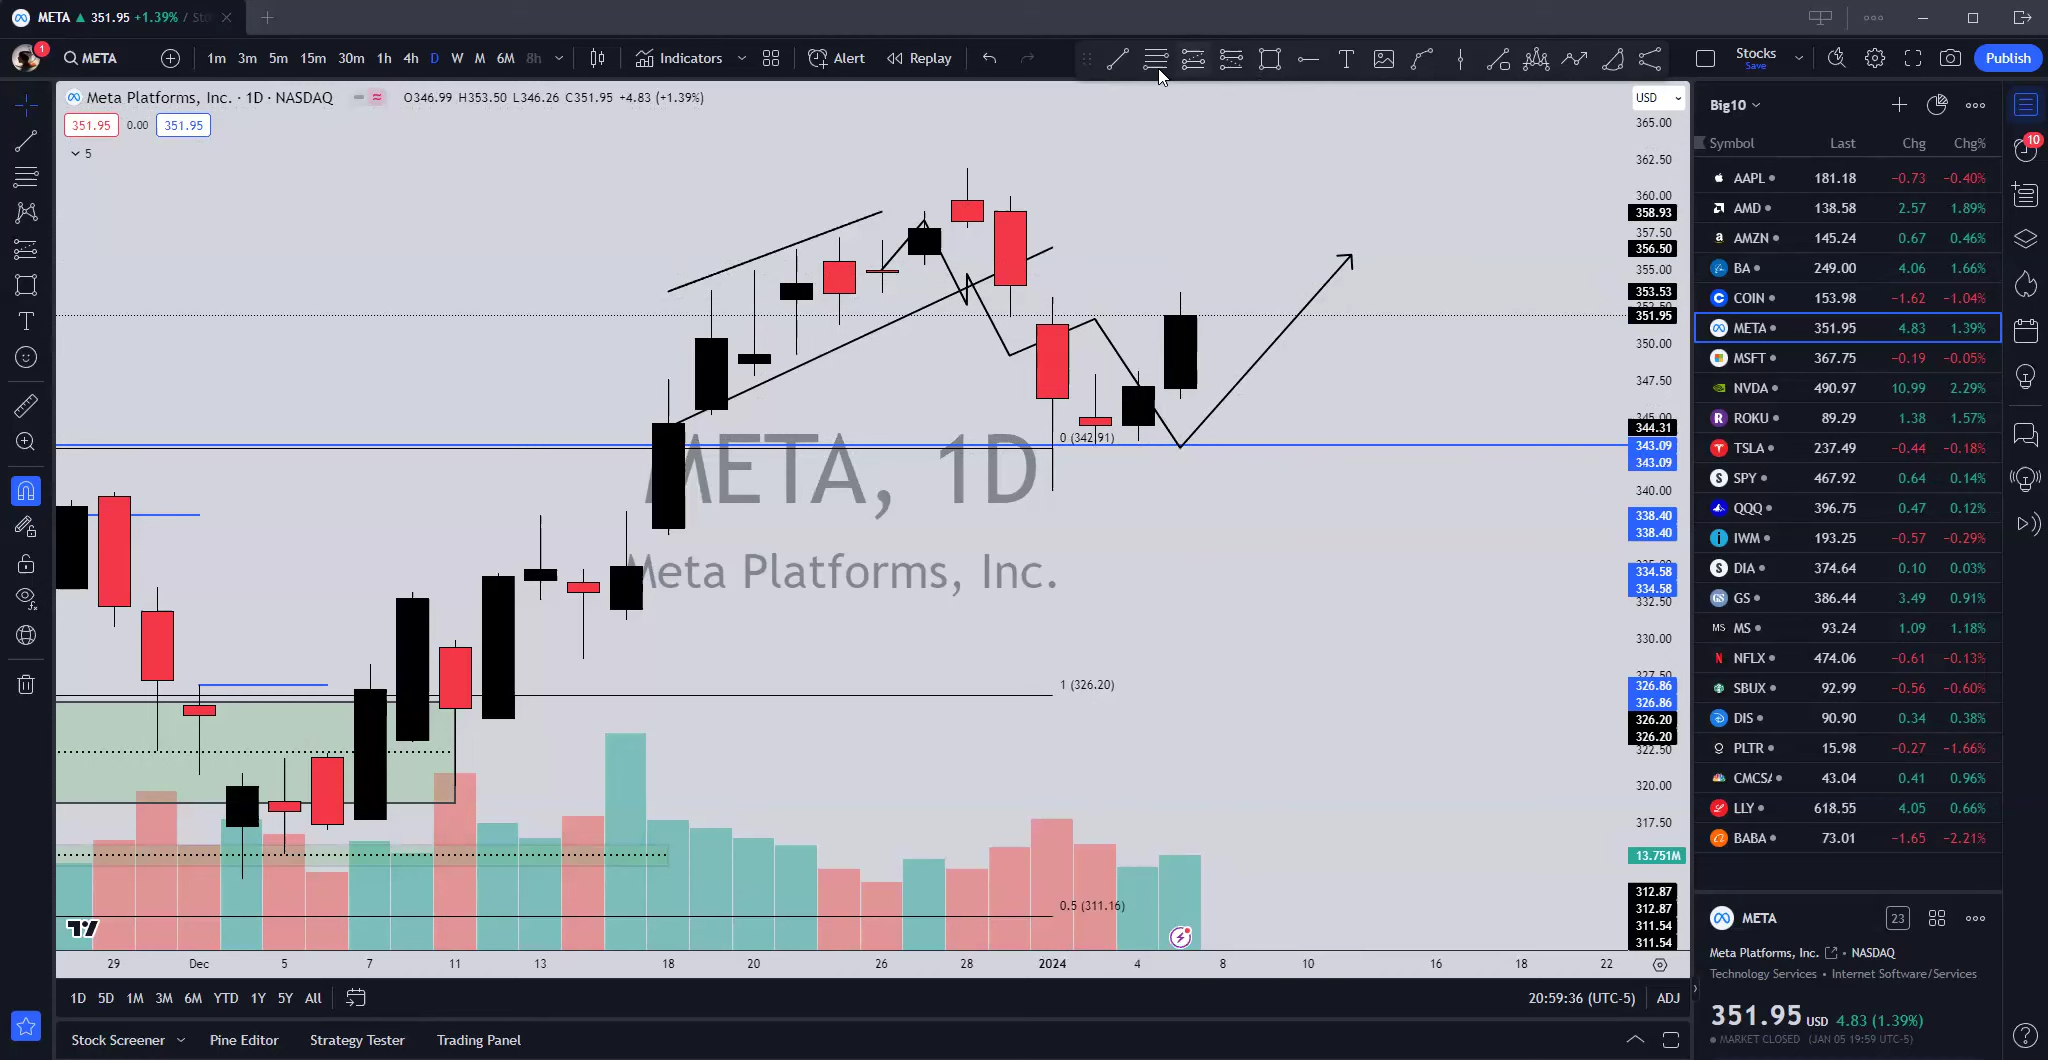 META 351.95 +1.39% / Sto
1 META 1m 3m 5m 15m 30m 1h 4h D W M 6M 8h Indicators Alert Replay Stocks Save Publish
Meta Platforms, Inc. · 1D · NASDAQ O346.99 H353.50 L346.26 C351.95 +4.83 (+1.39%)
351.95 0.00 351.95
5
META, 1D
Meta Platforms, Inc.
0 (342.91)
1 (326.20)
0.5 (311.16)
USD
365.00
362.50
360.00
358.93
357.50
356.50
355.00
353.53
352.50
351.95
350.00
347.50
345.00
344.31
343.09
343.09
340.00
338.40
338.40
334.58
334.58
332.50
330.00
327.50
326.86
326.86
326.20
326.20
322.50
320.00
317.50
13.751M
312.87
312.87
311.54
311.54
29 Dec 5 7 11 13 18 20 26 28 2024 4 8 10 16 18 22
1D 5D 1M 3M 6M YTD 1Y 5Y All 20:59:36 (UTC-5) ADJ
Stock Screener Pine Editor Strategy Tester Trading Panel
Big10
Symbol Last Chg Chg%
AAPL 181.18 −0.73 −0.40%
AMD 138.58 2.57 1.89%
AMZN 145.24 0.67 0.46%
BA 249.00 4.06 1.66%
COIN 153.98 −1.62 −1.04%
META 351.95 4.83 1.39%
MSFT 367.75 −0.19 −0.05%
NVDA 490.97 10.99 2.29%
ROKU 89.29 1.38 1.57%
TSLA 237.49 −0.44 −0.18%
SPY 467.92 0.64 0.14%
QQQ 396.75 0.47 0.12%
IWM 193.25 −0.57 −0.29%
DIA 374.64 0.10 0.03%
GS GS 386.44 3.49 0.91%
MS MS 93.24 1.09 1.18%
NFLX 474.06 −0.61 −0.13%
SBUX 92.99 −0.56 −0.60%
DIS 90.90 0.34 0.38%
PLTR 15.98 −0.27 −1.66%
CMCSA 43.04 0.41 0.96%
LLY 618.55 4.05 0.66%
BABA 73.01 −1.65 −2.21%
META 23
Meta Platforms, Inc. • NASDAQ
Technology Services • Internet Software/Services
351.95 USD 4.83 (1.39%)
MARKET CLOSED (JAN 05 19:59 UTC-5)
10